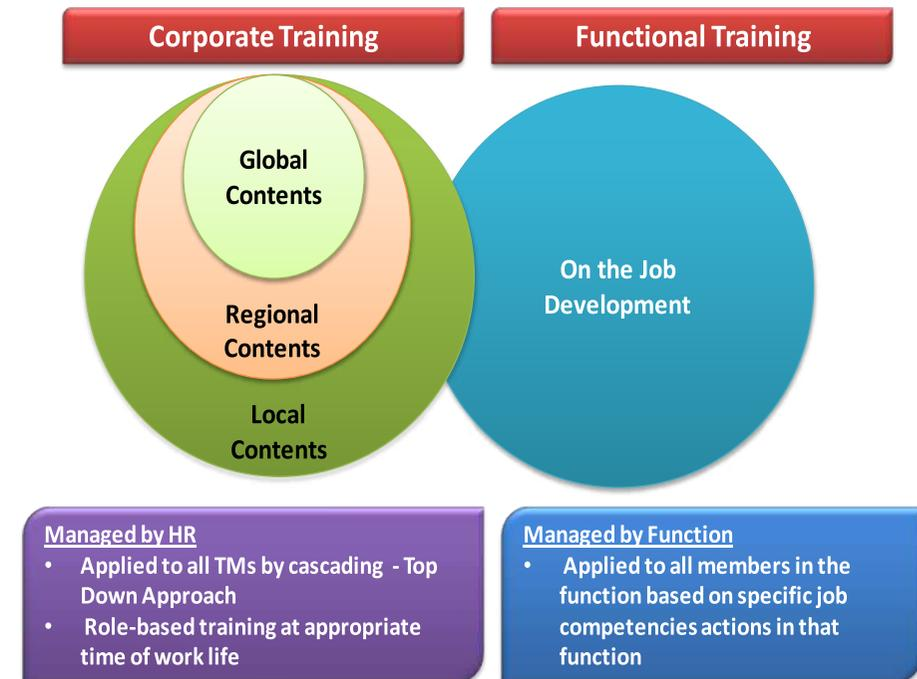 Corporate Training
Functional Training
Global
Contents
Regional
Contents
Local
Contents
On the Job
Development
Managed by HR
• Applied to all TMs by cascading - Top
Down Approach
• Role-based training at appropriate
time of work life
Managed by Function
• Applied to all members in the
function based on specific job
competencies actions in that
function